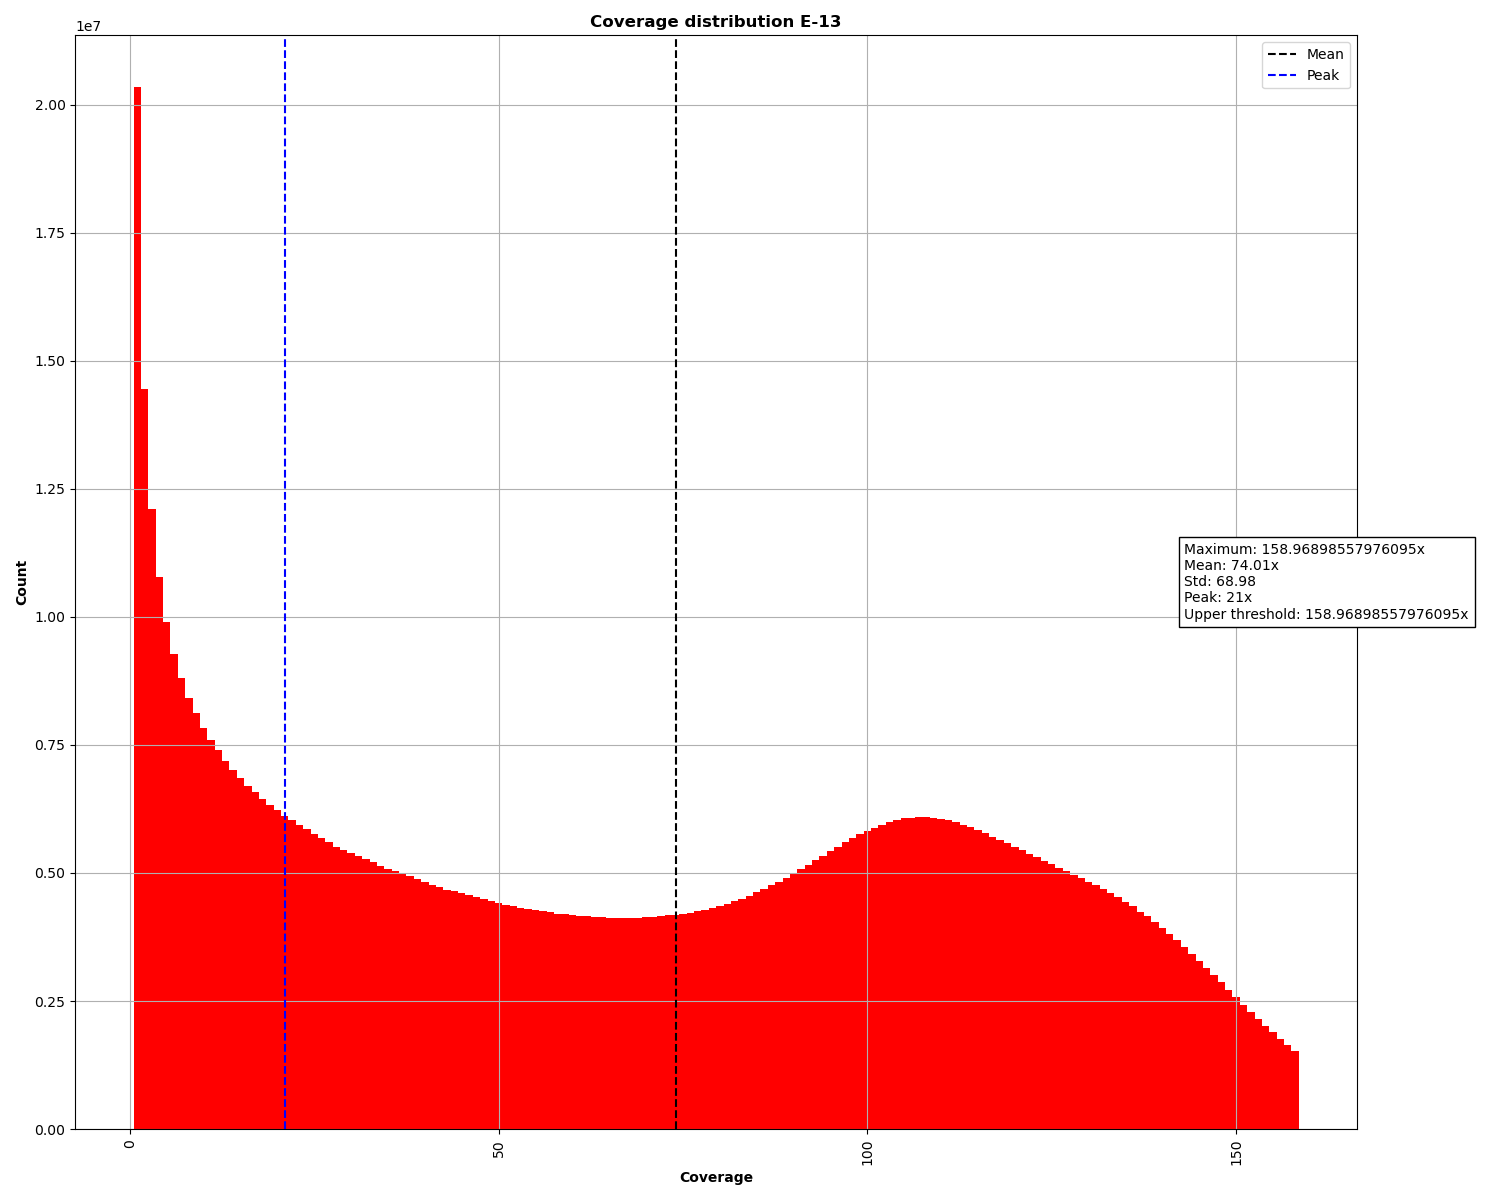 Coverage distribution E-13
1e7
Mean
Peak
2.00
1.75
1.50
1.25
1.00
0.75
0.50
0.25
0.00
Count
Maximum: 158.96898557976095x
Mean: 74.01x
Std: 68.98
Peak: 21x
Upper threshold: 158.96898557976095x
0
50
100
150
Coverage